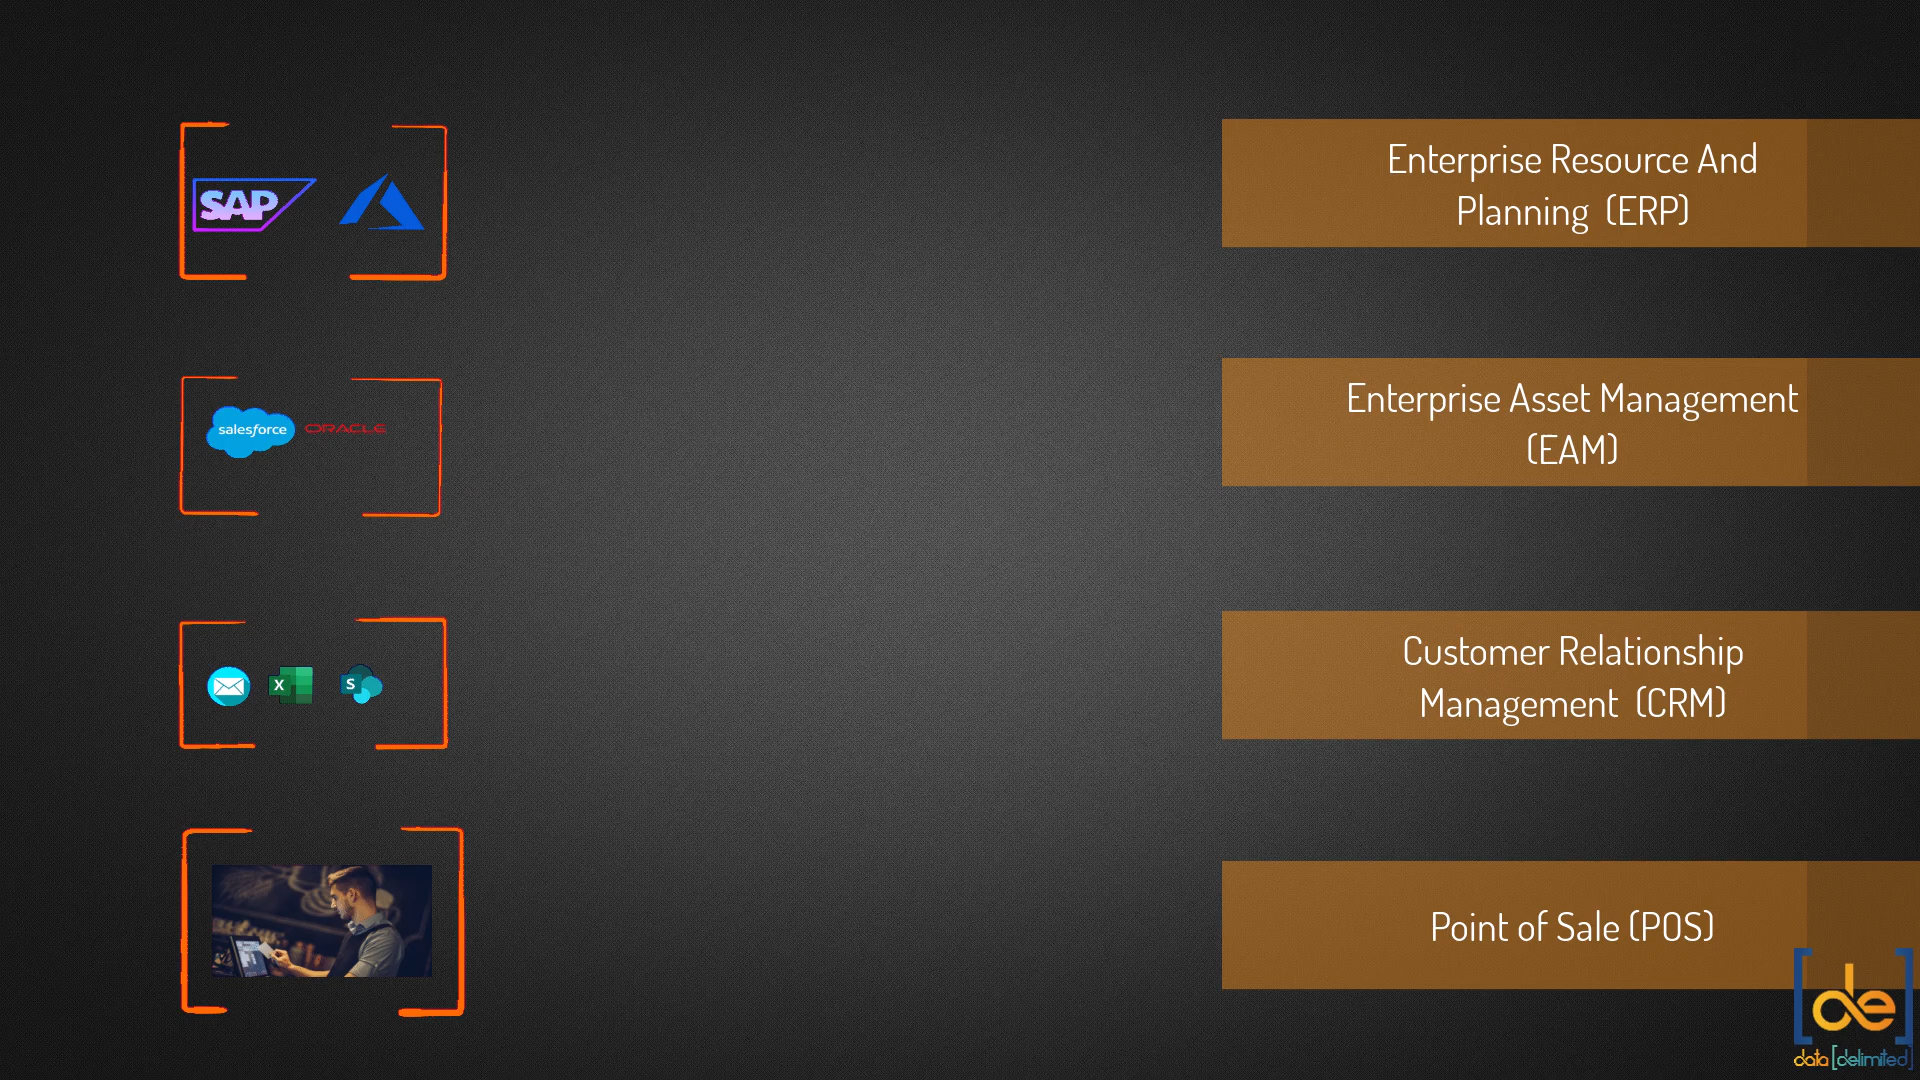 SAP
Enterprise Resource And
Planning (ERP)
salesforce ORACLE
Enterprise Asset Management
(EAM)
X S
Customer Relationship
Management (CRM)
Point of Sale (POS)
[de]
data [delimited]